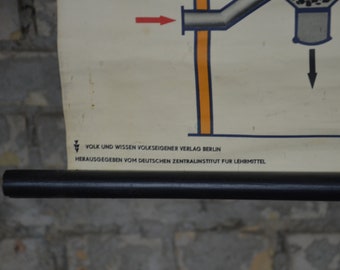 VOLK UND WISSEN VOLKSEIGENER VERLAG BERLIN
HERAUSGEGEBEN VOM DEUTSCHEN ZENTRALINSTITUT FÜR LEHRMITTEL